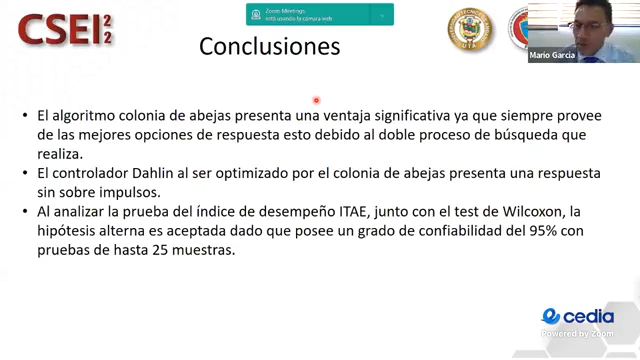 CSEI 22
Zoom Meetings
está usando la cámara web
UTA
Mario Garcia
Conclusiones
• El algoritmo colonia de abejas presenta una ventaja significativa ya que siempre provee
de las mejores opciones de respuesta esto debido al doble proceso de búsqueda que
realiza.
• El controlador Dahlin al ser optimizado por el colonia de abejas presenta una respuesta
sin sobre impulsos.
• Al analizar la prueba del índice de desempeño ITAE, junto con el test de Wilcoxon, la
hipótesis alterna es aceptada dado que posee un grado de confiabilidad del 95% con
pruebas de hasta 25 muestras.
cedia
Powered by Zoom